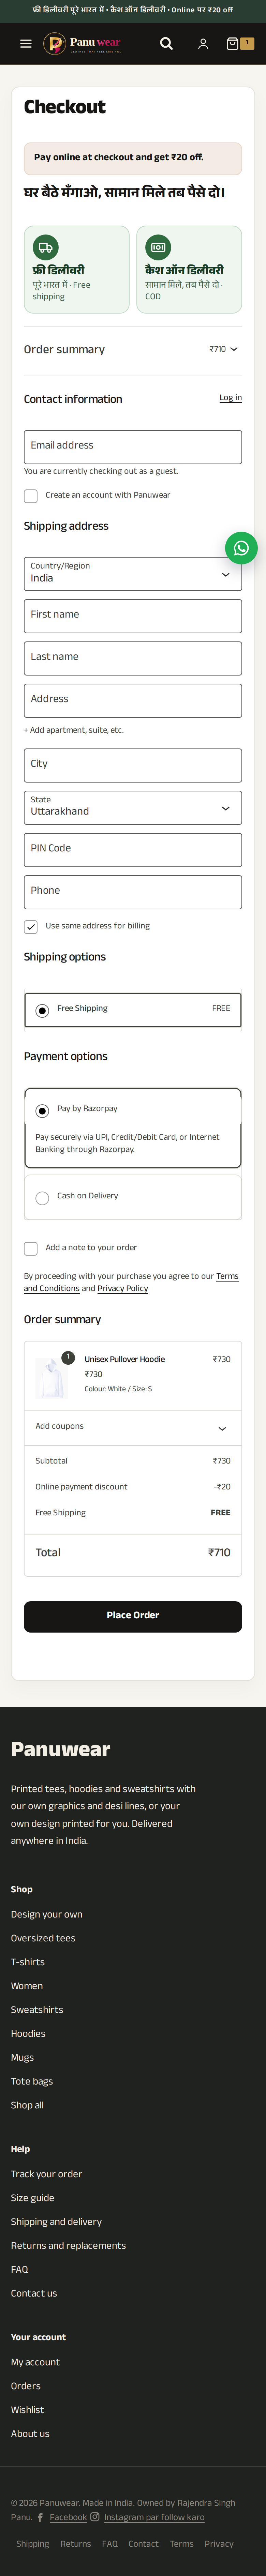 फ्री डिलीवरी पूरे भारत में • कैश ऑन डिलीवरी • Online पर ₹20 off
Panu wear
1
Checkout
Pay online at checkout and get ₹20 off.
घर बैठे मँगाओ, सामान मिले तब पैसे दो।
फ्री डिलीवरी
पूरे भारत में · Free
shipping
कैश ऑन डिलीवरी
सामान मिले, तब पैसे दो ·
COD
Order summary
₹710
Contact information
Log in
Email address
You are currently checking out as a guest.
Create an account with Panuwear
Shipping address
Country/Region
India
First name
Last name
Address
+ Add apartment, suite, etc.
City
State
Uttarakhand
PIN Code
Phone
Use same address for billing
Shipping options
Free Shipping
FREE
Payment options
Pay by Razorpay
Pay securely via UPI, Credit/Debit Card, or Internet
Banking through Razorpay.
Cash on Delivery
Add a note to your order
By proceeding with your purchase you agree to our Terms
and Conditions and Privacy Policy
Order summary
1
Unisex Pullover Hoodie
₹730
₹730
Colour: White / Size: S
Add coupons
Subtotal
₹730
Online payment discount
-₹20
Free Shipping
FREE
Total
₹710
Place Order
Panuwear
Printed tees, hoodies and sweatshirts with
our own graphics and desi lines, or your
own design printed for you. Delivered
anywhere in India.
Shop
Design your own
Oversized tees
T-shirts
Women
Sweatshirts
Hoodies
Mugs
Tote bags
Shop all
Help
Track your order
Size guide
Shipping and delivery
Returns and replacements
FAQ
Contact us
Your account
My account
Orders
Wishlist
About us
© 2026 Panuwear. Made in India. Owned by Rajendra Singh
Panu. Facebook Instagram par follow karo
Shipping Returns FAQ Contact Terms Privacy